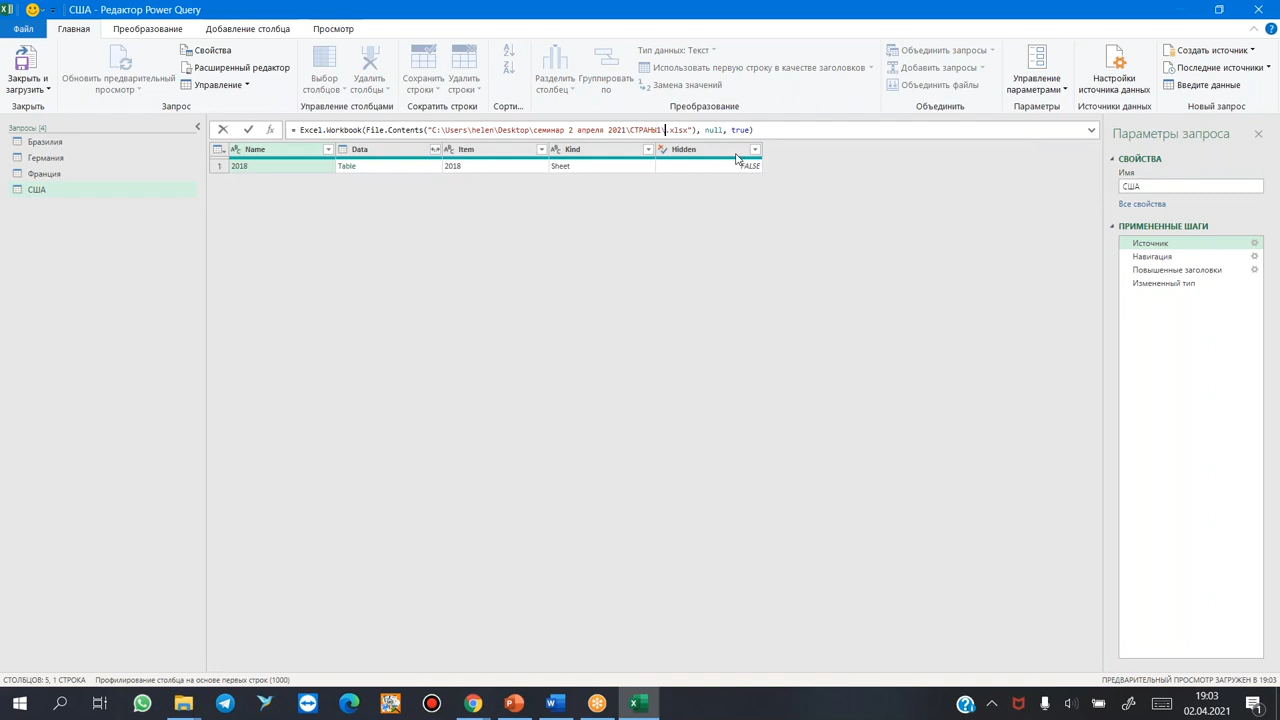 США - Редактор Power Query
Файл
Главная
Преобразование
Добавление столбца
Просмотр
Закрыть и
загрузить
Закрыть
Обновить предварительный
просмотр
Свойства
Расширенный редактор
Управление
Запрос
Выбор
столбцов
Удалить
столбцы
Управление столбцами
Сохранить
строки
Удалить
строки
Сократить строки
Сорти...
Разделить
столбец
Группировать
по
Тип данных: Текст
Использовать первую строку в качестве заголовков
Замена значений
Преобразование
Объединить запросы
Добавить запросы
Объединить файлы
Объединить
Управление
параметрами
Параметры
Настройки
источника данных
Источники данных
Создать источник
Последние источники
Введите данные
Новый запрос
Запросы [4]
Бразилия
Германия
Франция
США
= Excel.Workbook(File.Contents("C:\Users\helen\Desktop\семинар 2 апреля 2021\СТРАНЫ1\.xlsx"), null, true)
Name Data Item Kind Hidden
1 2018 Table 2018 Sheet FALSE
Параметры запроса
СВОЙСТВА
Имя
США
Все свойства
ПРИМЕНЕННЫЕ ШАГИ
Источник
Навигация
Повышенные заголовки
Измененный тип
СТОЛБЦОВ: 5, 1 СТРОКА
Профилирование столбца на основе первых строк (1000)
ПРЕДВАРИТЕЛЬНЫЙ ПРОСМОТР ЗАГРУЖЕН В 19:03
19:03
02.04.2021